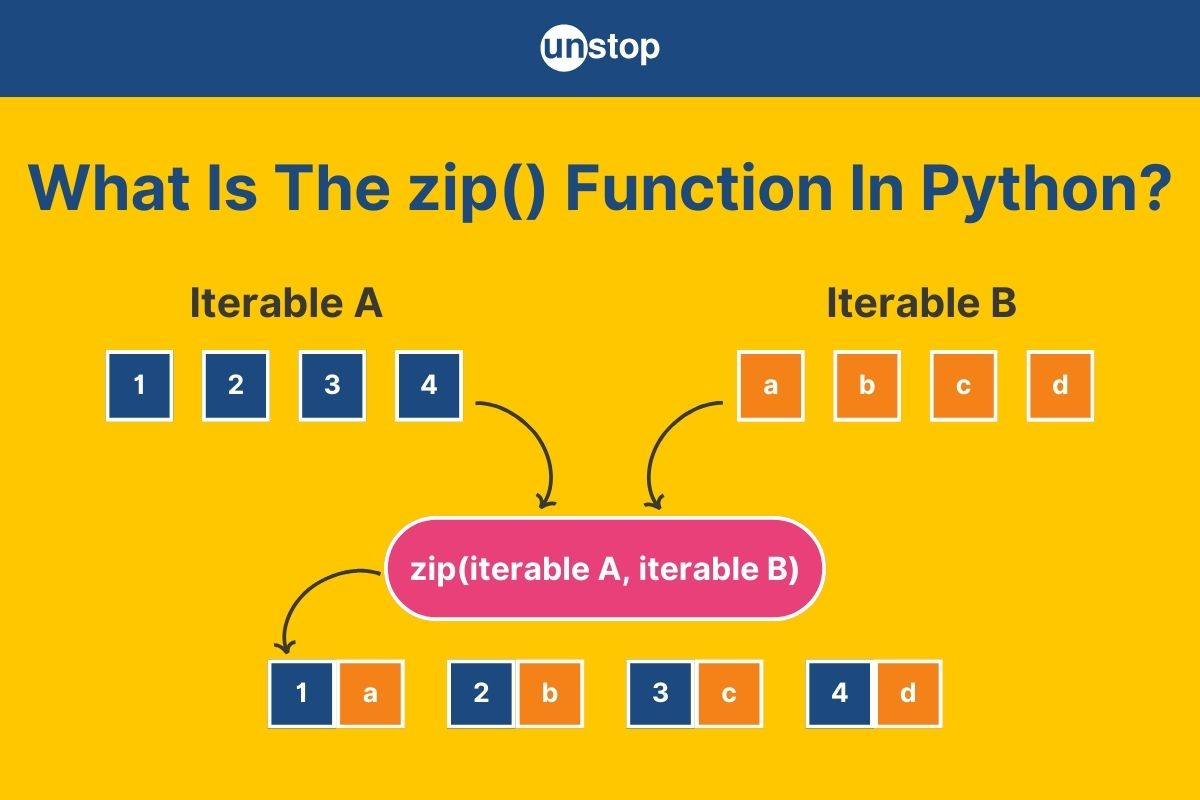 unstop
What Is The zip() Function In Python?
Iterable A
Iterable B
1 2 3 4
a b c d
zip(iterable A, iterable B)
1 a 2 b 3 c 4 d